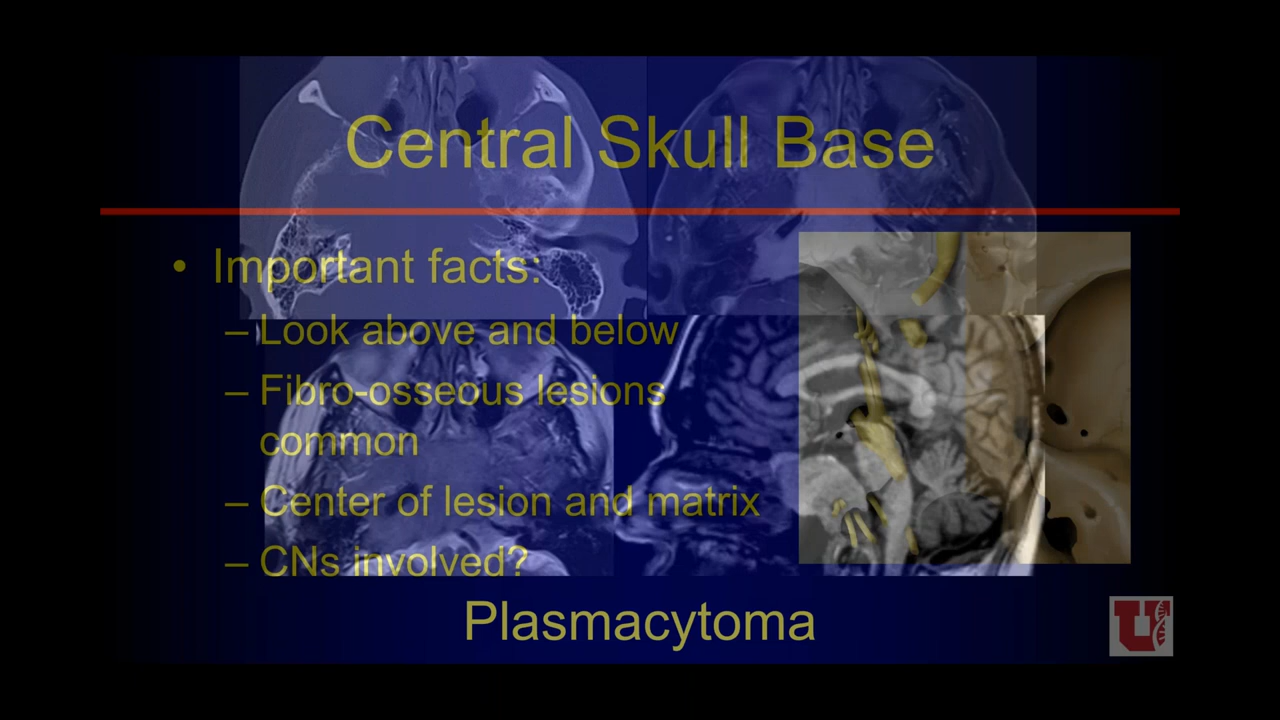 Central Skull Base
• Important facts:
– Look above and below
– Fibro-osseous lesions
common
– Center of lesion and matrix
– CNs involved?
Plasmacytoma
U